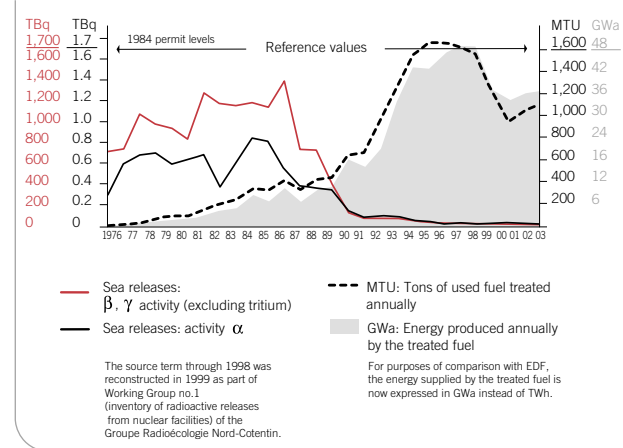 TBq TBq MTU GWa
1,700 1.7 1984 permit levels Reference values 1,600 48
1,600 1.6
1,400 1.4 1,400 42
1,200 1.2 1,200 36
1,000 1.0 1,000 30
800 0.8 800 24
600 0.6 600 16
400 0.4 400 12
200 0.2 200 6
0 0
1976 77 78 79 80 81 82 83 84 85 86 87 88 89 90 91 92 93 94 95 96 97 98 99 00 01 02 03
Sea releases:
β, γ activity (excluding tritium)
Sea releases: activity α
MTU: Tons of used fuel treated
annually
GWa: Energy produced annually
by the treated fuel
The source term through 1998 was
reconstructed in 1999 as part of
Working Group no.1
(inventory of radioactive releases
from nuclear facilities) of the
Groupe Radioécologie Nord-Cotentin.
For purposes of comparison with EDF,
the energy supplied by the treated fuel is
now expressed in GWa instead of TWh.